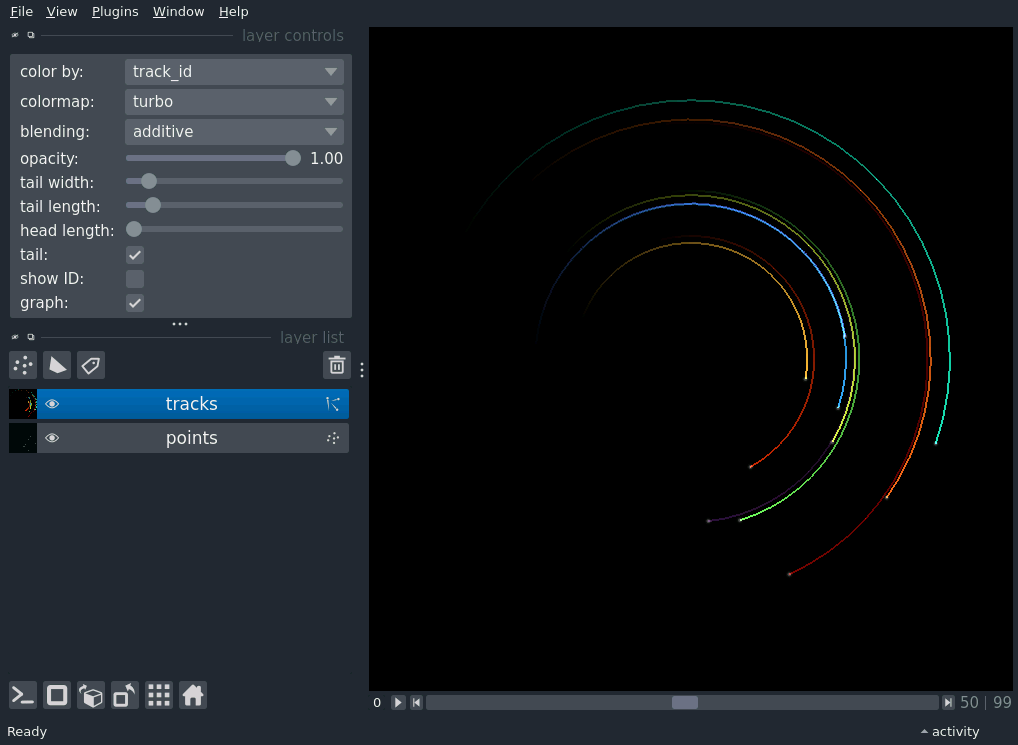 File View Plugins Window Help
layer controls
color by: track_id
colormap: turbo
blending: additive
opacity: 1.00
tail width:
tail length:
head length:
tail:
show ID:
graph:
layer list
tracks
points
0 50 | 99
Ready activity